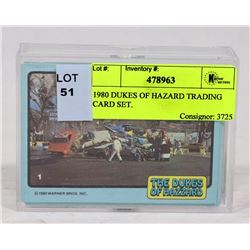 LOT
51
Lot #:
Inventory #:
478963
1980 DUKES OF HAZARD TRADING
CARD SET.
Consignor: 3725
1
THE DUKES
OF HAZZARD
© 1980 WARNER BROS. INC.